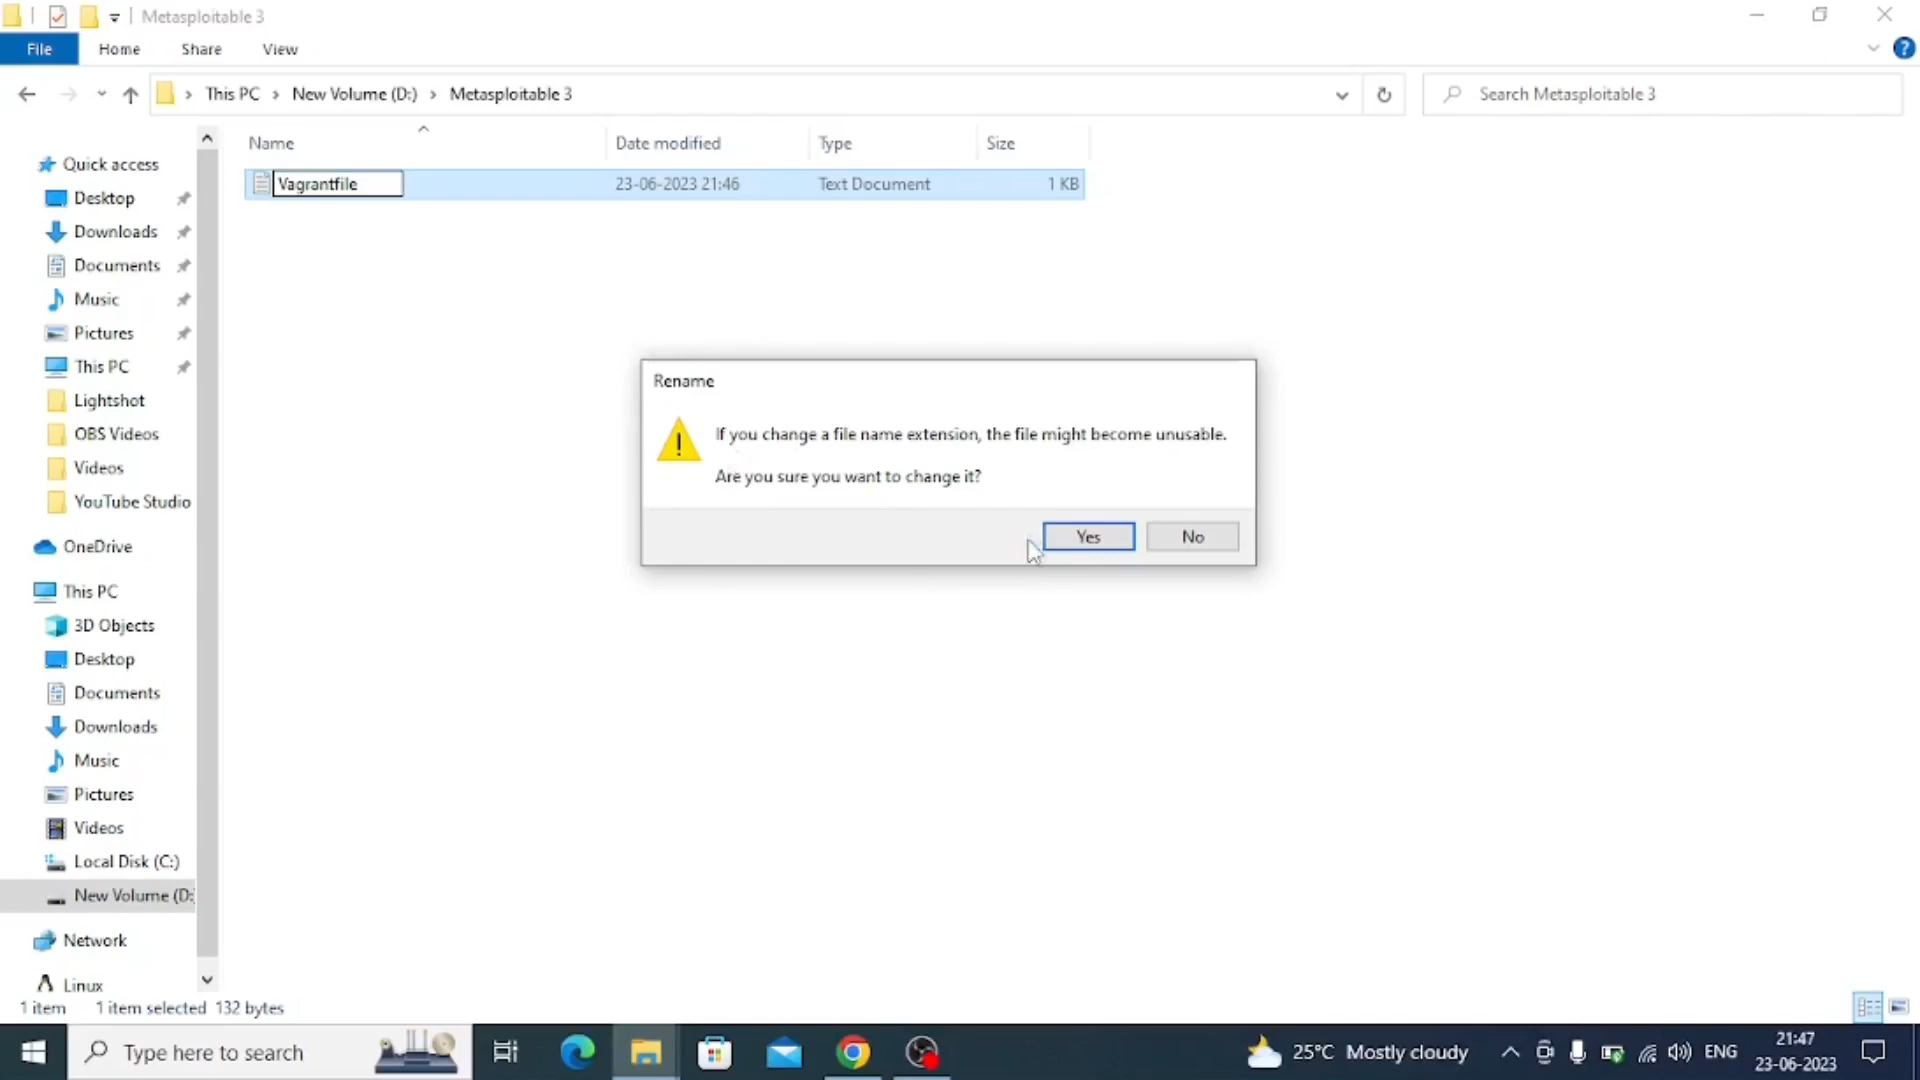 Metasploitable 3
File Home Share View
This PC New Volume (D:) Metasploitable 3
Search Metasploitable 3
Name Date modified Type Size
Vagrantfile 23-06-2023 21:46 Text Document 1 KB
Quick access
Desktop
Downloads
Documents
Music
Pictures
This PC
Lightshot
OBS Videos
Videos
YouTube Studio
OneDrive
This PC
3D Objects
Desktop
Documents
Downloads
Music
Pictures
Videos
Local Disk (C:)
New Volume (D:
Network
Linux
Rename
If you change a file name extension, the file might become unusable.
Are you sure you want to change it?
Yes No
1 item 1 item selected 132 bytes
Type here to search
25°C Mostly cloudy
ENG
21:47
23-06-2023